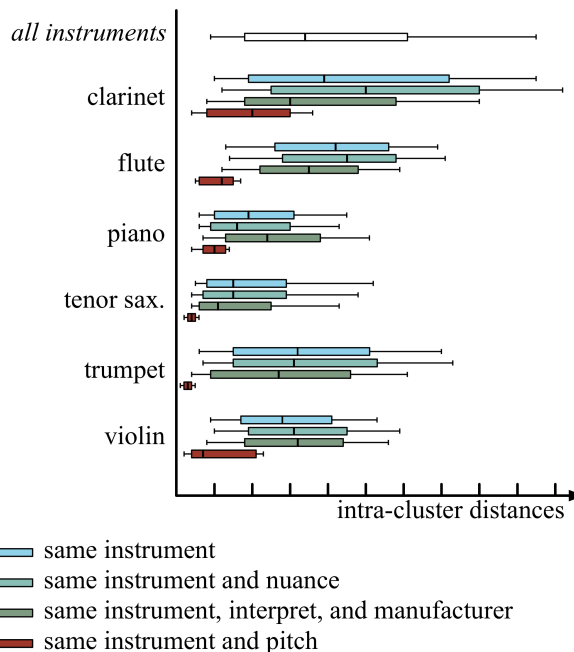 all instruments
clarinet
flute
piano
tenor sax.
trumpet
violin
intra-cluster distances
same instrument
same instrument and nuance
same instrument, interpret, and manufacturer
same instrument and pitch